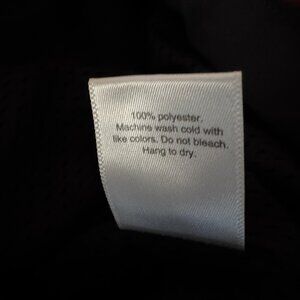 100% polyester.
Machine wash cold with
like colors. Do not bleach.
Hang to dry.